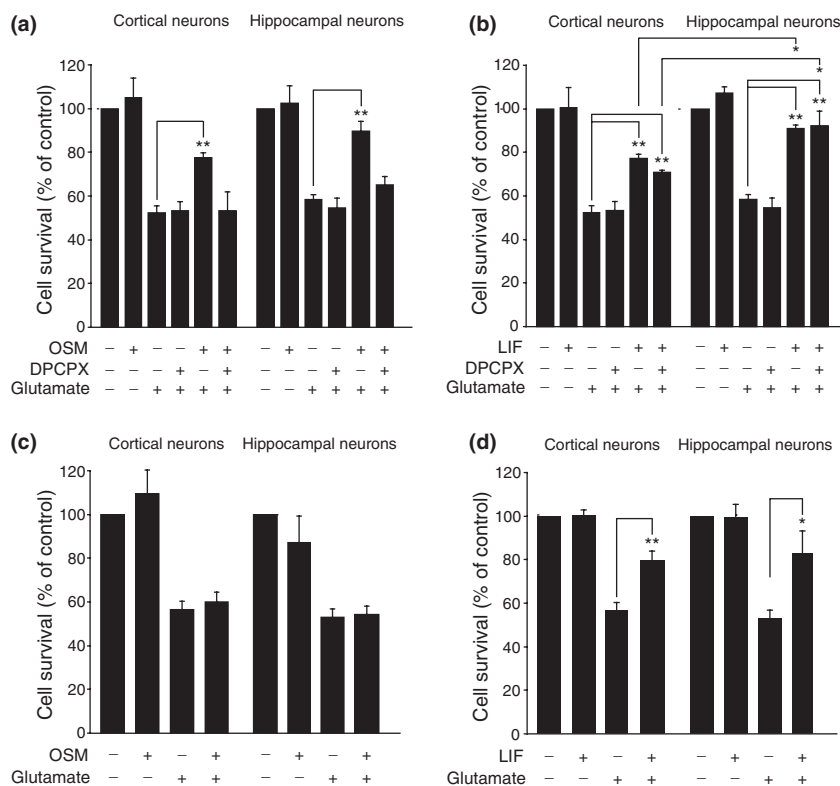 (a)
Cortical neurons Hippocampal neurons
Cell survival (% of control)
120
100
80
60
40
20
0
** **
OSM – + – – + + – + – – + +
DPCPX – – – + – + – – – + – +
Glutamate – – + + + + – – + + + +
(b)
Cortical neurons Hippocampal neurons
Cell survival (% of control)
120
100
80
60
40
20
0
*
*
** ** ** **
LIF – + – – + + – + – – + +
DPCPX – – – + – + – – – + – +
Glutamate – – + + + + – – + + + +
(c)
Cortical neurons Hippocampal neurons
Cell survival (% of control)
120
100
80
60
40
20
0
OSM – + – + – + – +
Glutamate – – + + – – + +
(d)
Cortical neurons Hippocampal neurons
Cell survival (% of control)
120
100
80
60
40
20
0
** *
LIF – + – + – + – +
Glutamate – – + + – – + +